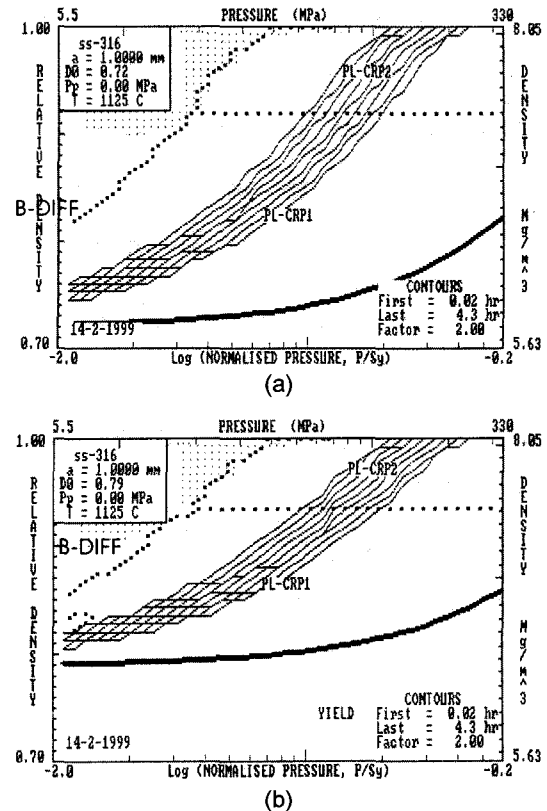 PRESSURE (MPa)
5.5 330
1.00 8.05
ss-316
a = 1.0000 mm
D0 = 0.72
Pp = 0.00 MPa
T = 1125 C
RELATIVE DENSITY
DENSITY Mg/m^3
PL-CRP2
B-DIFF
PL-CRP1
CONTOURS
First = 0.02 hr
Last = 4.3 hr
Factor = 2.00
14-2-1999
0.70 5.63
-2.0 Log (NORMALISED PRESSURE, P/Sy) -0.2
(a)
5.5 PRESSURE (MPa) 330
1.00 8.05
ss-316
a = 1.0000 mm
D0 = 0.79
Pp = 0.00 MPa
T = 1125 C
RELATIVE DENSITY
DENSITY Mg/m^3
PL-CRP2
B-DIFF
PL-CRP1
CONTOURS
YIELD First = 0.02 hr
Last = 4.3 hr
Factor = 2.00
14-2-1999
0.70 5.63
-2.0 Log (NORMALISED PRESSURE, P/Sy) -0.2
(b)